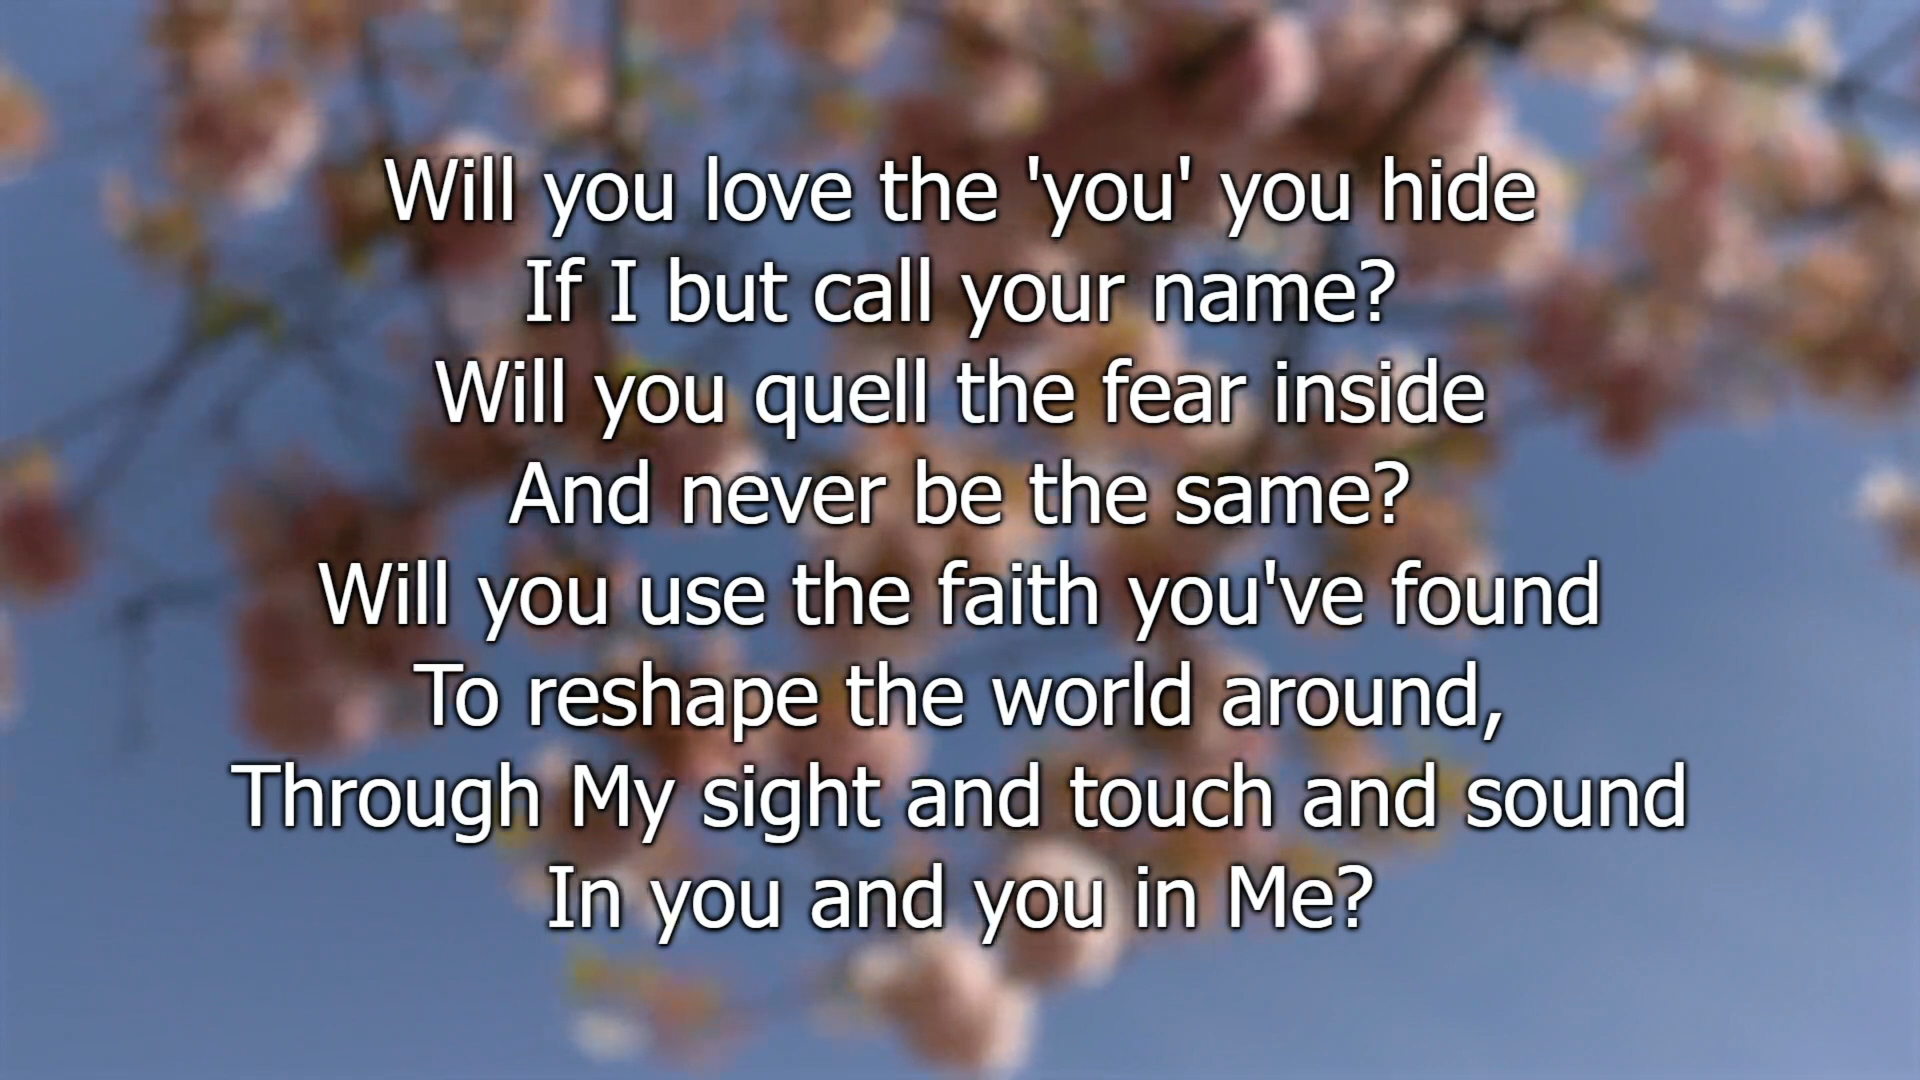 Will you love the 'you' you hide
If I but call your name?
Will you quell the fear inside
And never be the same?
Will you use the faith you've found
To reshape the world around,
Through My sight and touch and sound
In you and you in Me?